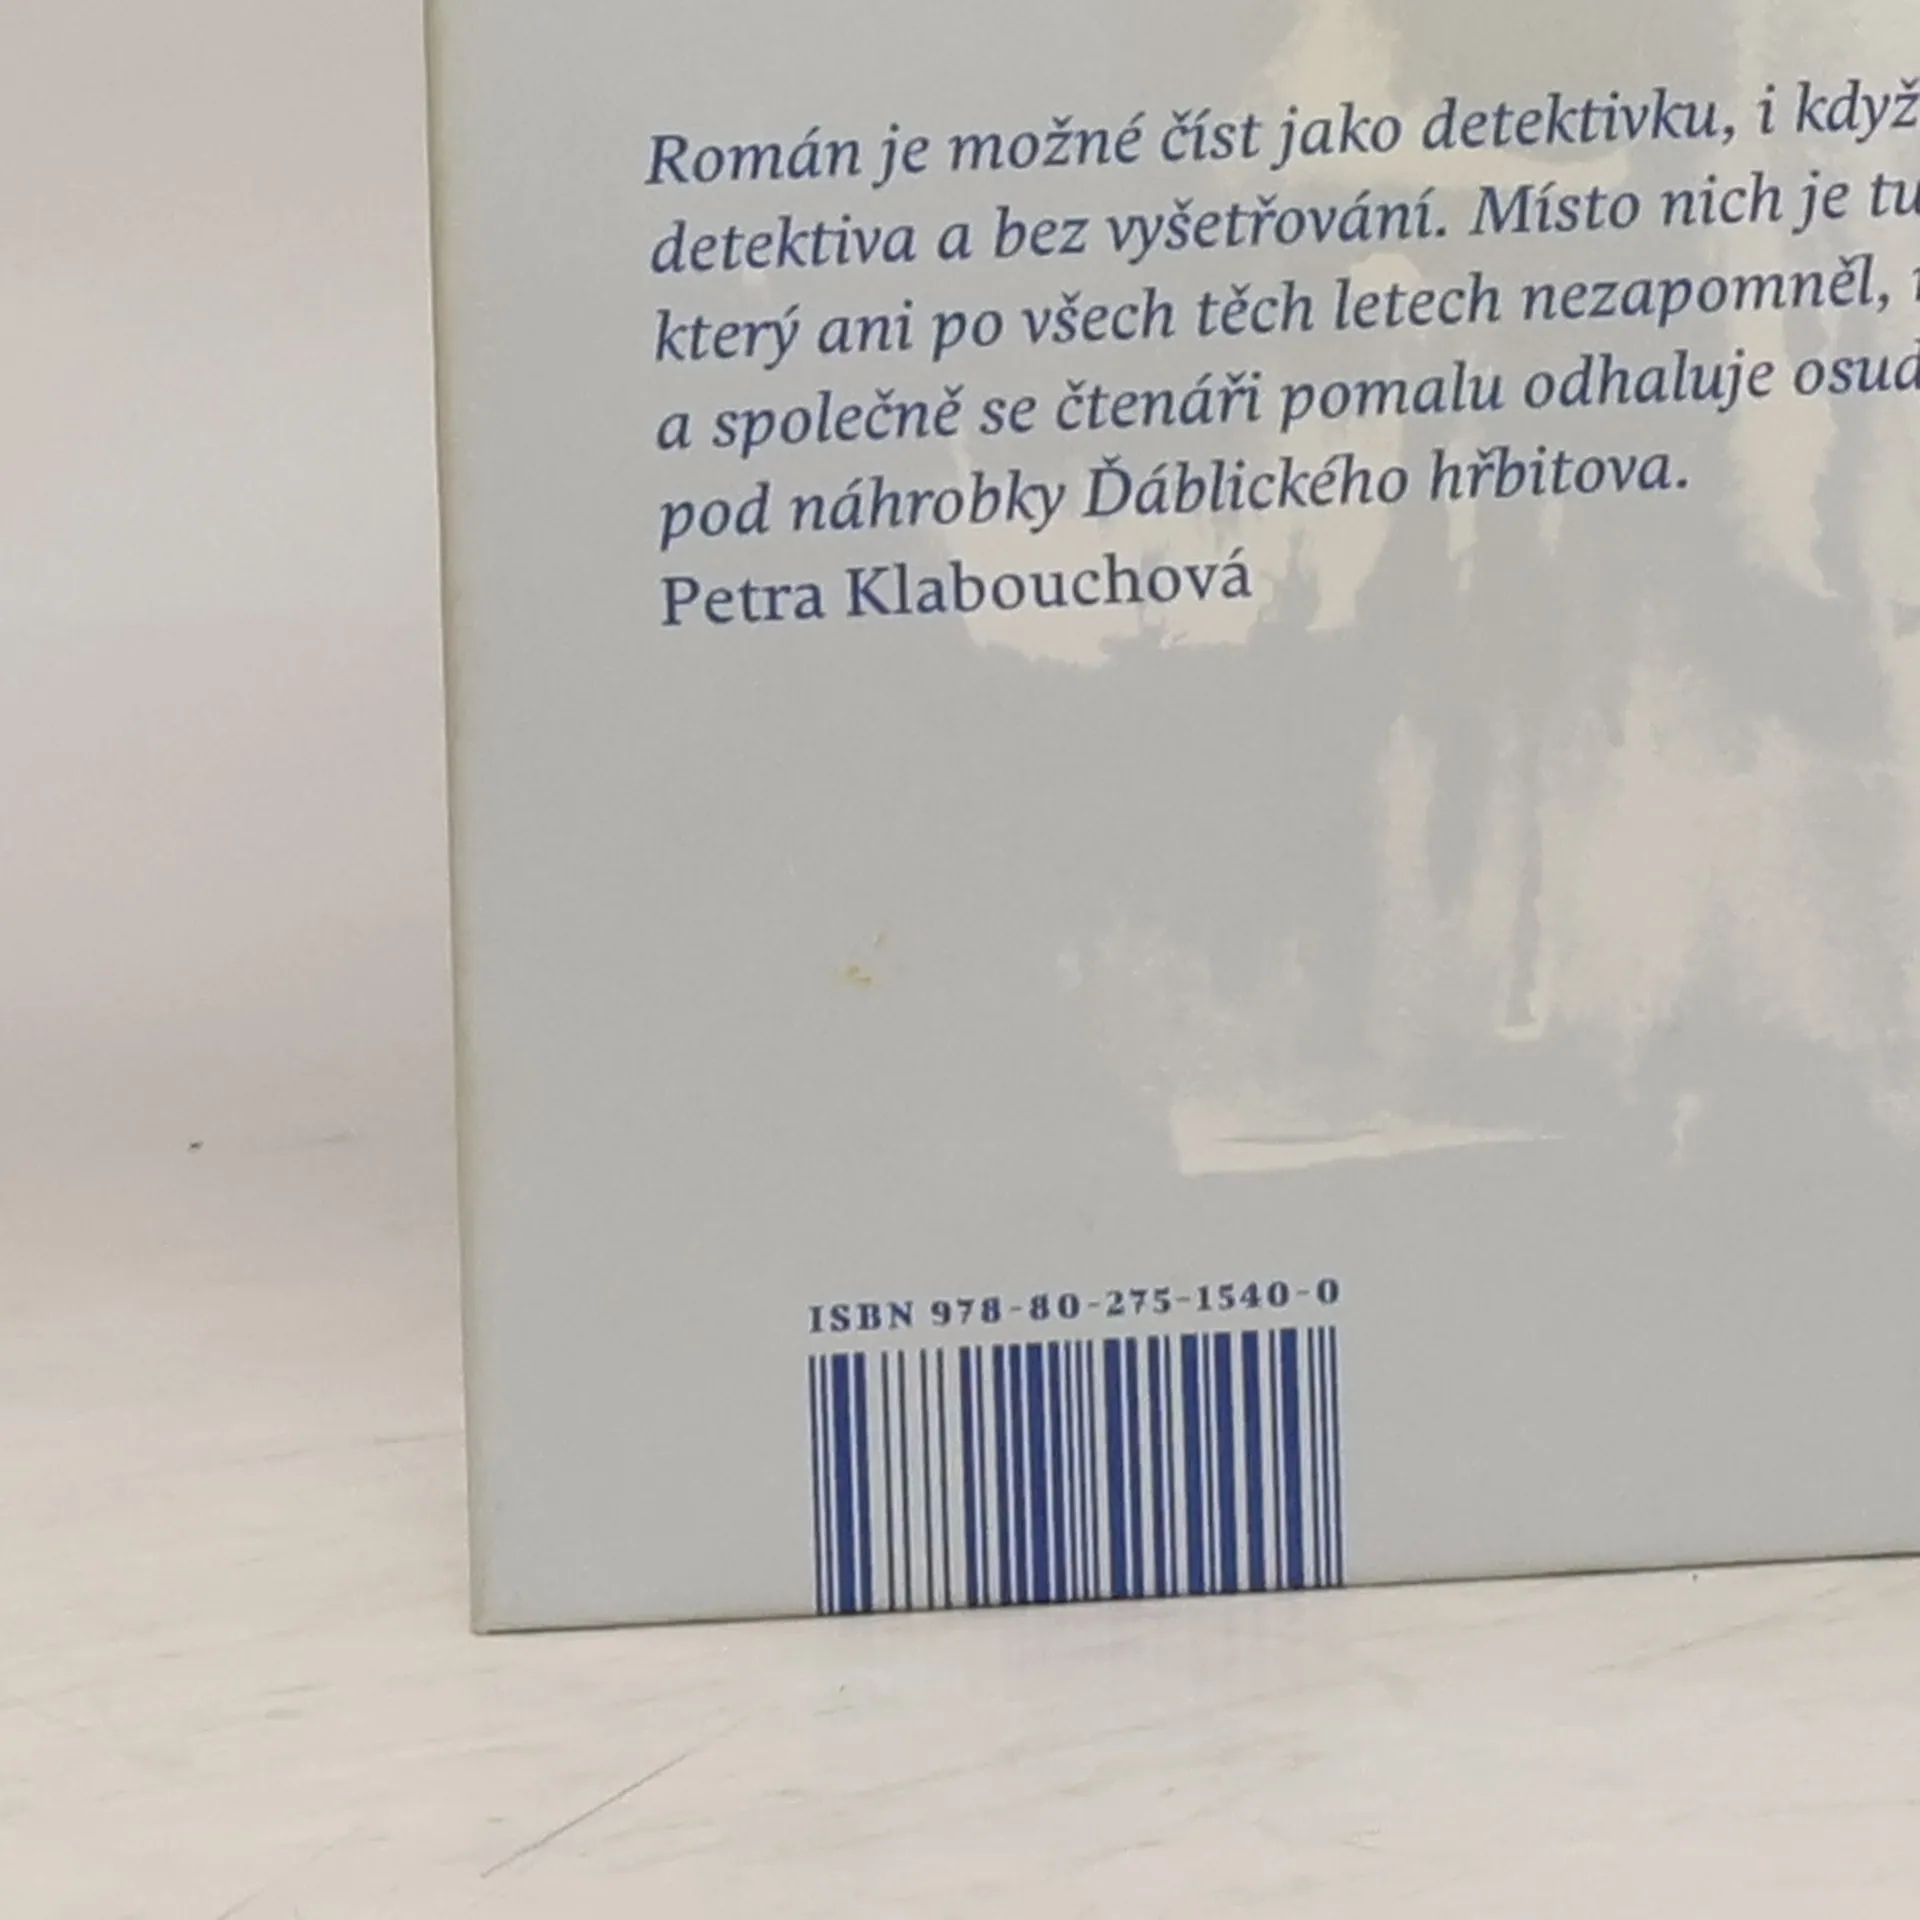 Román je možné číst jako detektivku, i když
detektiva a bez vyšetřování. Místo nich je tu
který ani po všech těch letech nezapomněl,
a společně se čtenáři pomalu odhaluje
pod náhrobky Ďáblického hřbitova.
Petra Klabouchová
ISBN 978-80-275-1540-0